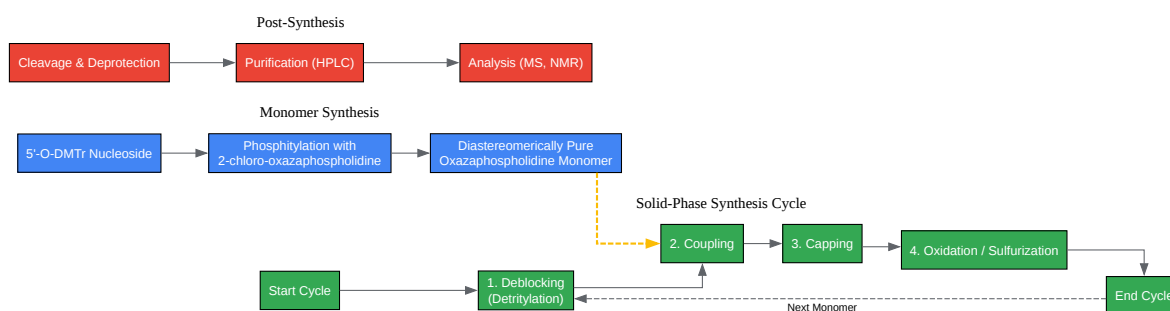 Post-Synthesis
Cleavage & Deprotection
Purification (HPLC)
Analysis (MS, NMR)
Monomer Synthesis
5'-O-DMTr Nucleoside
Phosphitylation with
2-chloro-oxazaphospholidine
Diastereomerically Pure
Oxazaphospholidine Monomer
Solid-Phase Synthesis Cycle
Start Cycle
1. Deblocking
(Detritylation)
2. Coupling
3. Capping
4. Oxidation / Sulfurization
End Cycle
Next Monomer